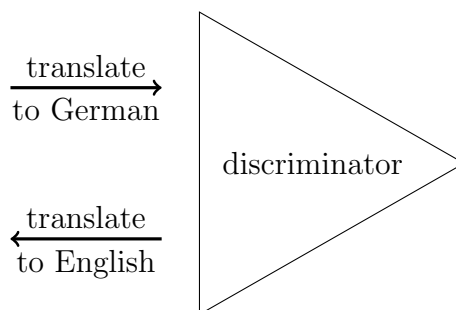 translate
to German
discriminator
translate
to English